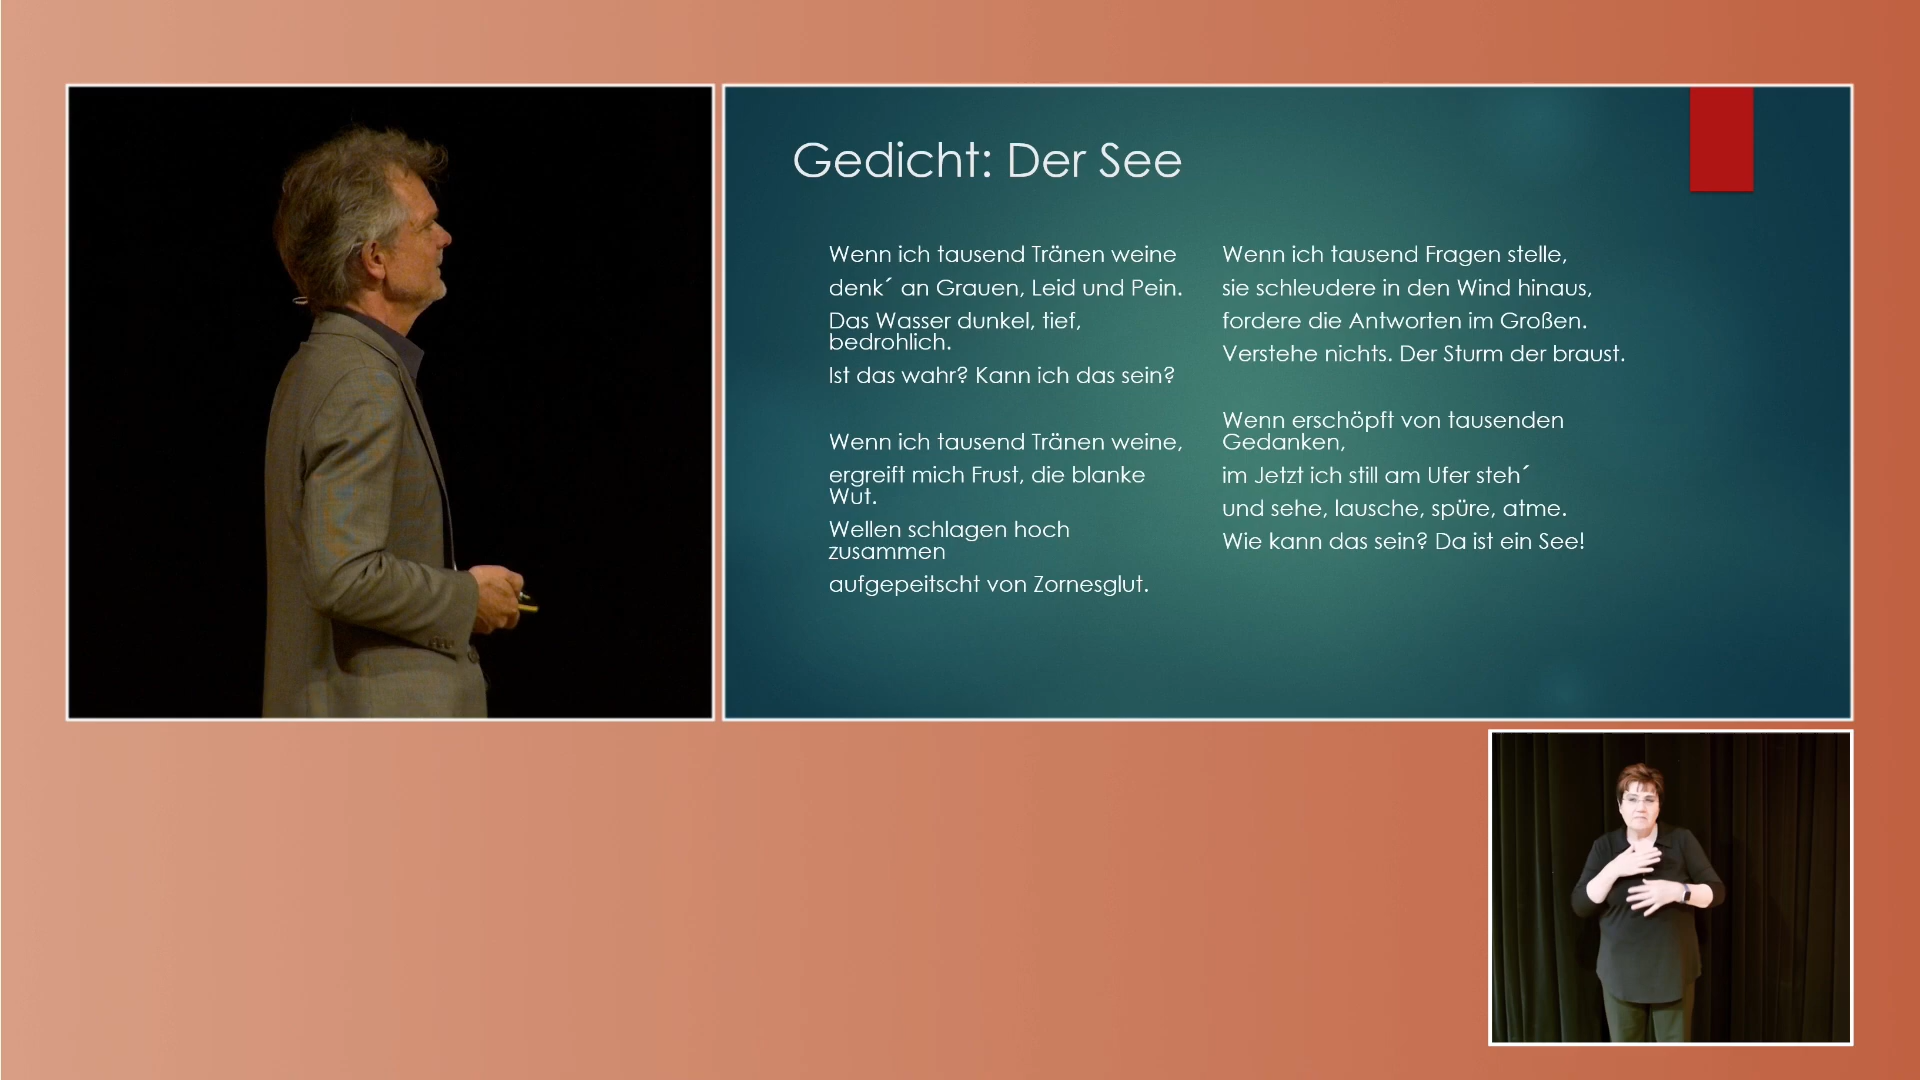 Gedicht: Der See
Wenn ich tausend Tränen weine
denk´ an Grauen, Leid und Pein.
Das Wasser dunkel, tief,
bedrohlich.
Ist das wahr? Kann ich das sein?
Wenn ich tausend Tränen weine,
ergreift mich Frust, die blanke
Wut.
Wellen schlagen hoch
zusammen
aufgepeitscht von Zornesglut.
Wenn ich tausend Fragen stelle,
sie schleudere in den Wind hinaus,
fordere die Antworten im Großen.
Verstehe nichts. Der Sturm der braust.
Wenn erschöpft von tausenden
Gedanken,
im Jetzt ich still am Ufer steh´
und sehe, lausche, spüre, atme.
Wie kann das sein? Da ist ein See!